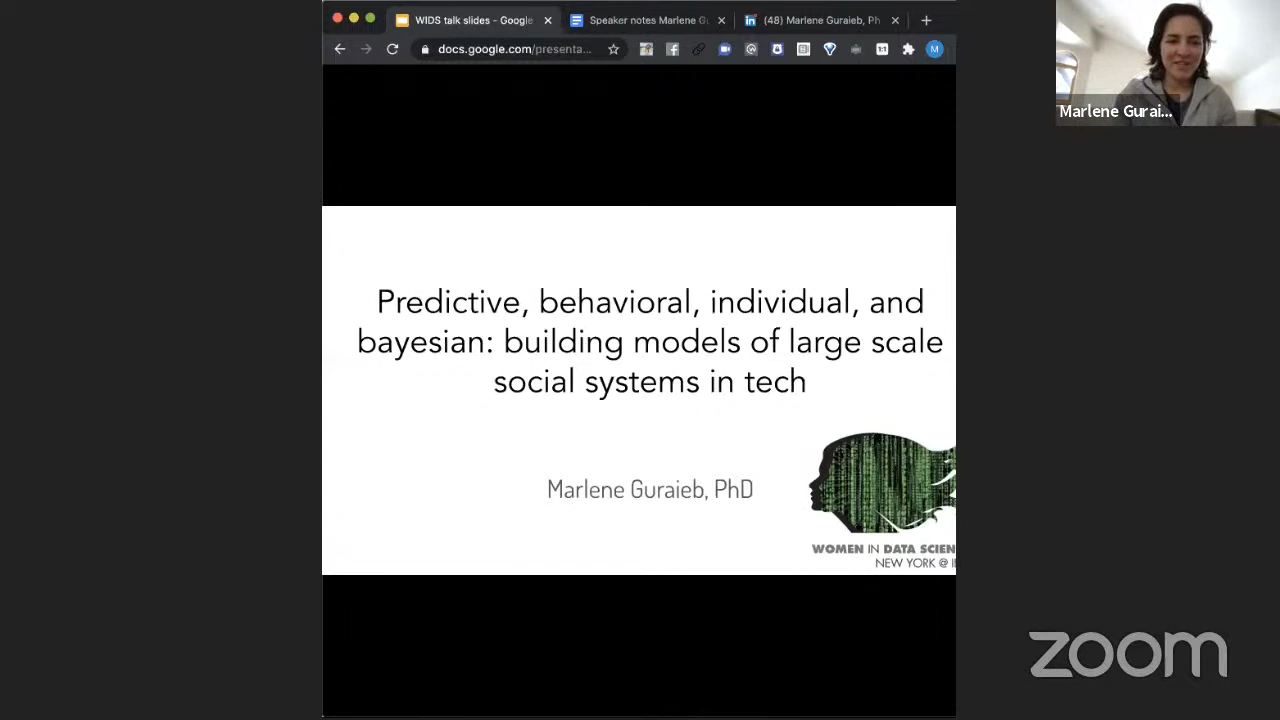 WIDS talk slides - Google
Speaker notes Marlene G
(48) Marlene Guraieb, Ph
docs.google.com/presenta...
M
Marlene Gurai...
Predictive, behavioral, individual, and
bayesian: building models of large scale
social systems in tech
Marlene Guraieb, PhD
WOMEN IN DATA SCIEN
NEW YORK @ I
zoom